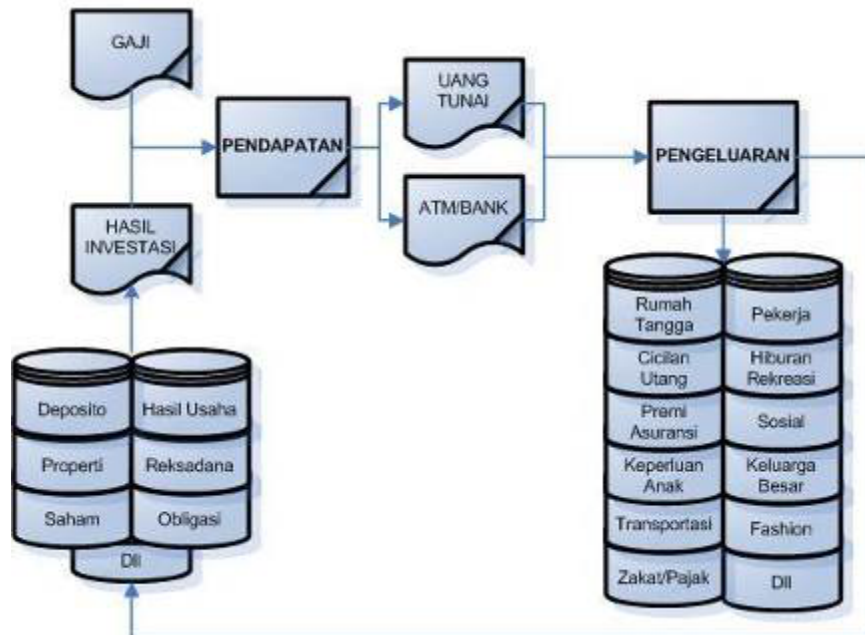 GAJI
UANG
TUNAI
PENDAPATAN
PENGELUARAN
ATM/BANK
HASIL
INVESTASI
Rumah
Tangga
Pekerja
Cicilan
Utang
Hiburan
Rekreasi
Premi
Asuransi
Sosial
Keperluan
Anak
Keluarga
Besar
Transportasi
Fashion
Zakat/Pajak
Dll
Deposito
Hasil Usaha
Properti
Reksadana
Saham
Obligasi
Dll